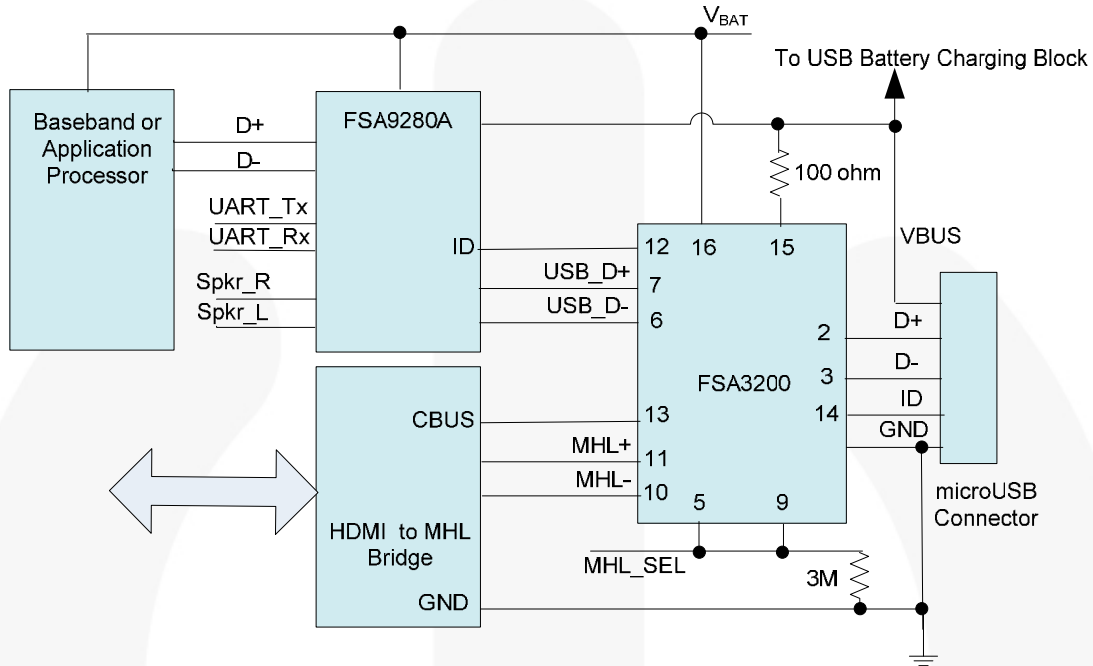 VBAT
To USB Battery Charging Block
Baseband or
Application
Processor
D+
D-
UART_Tx
UART_Rx
Spkr_R
Spkr_L
FSA9280A
ID
USB_D+
USB_D-
100 ohm
12
16
15
7
6
2
3
14
FSA3200
13
11
10
5
9
VBUS
D+
D-
ID
GND
microUSB
Connector
CBUS
MHL+
MHL-
HDMI to MHL
Bridge
GND
MHL_SEL
3M